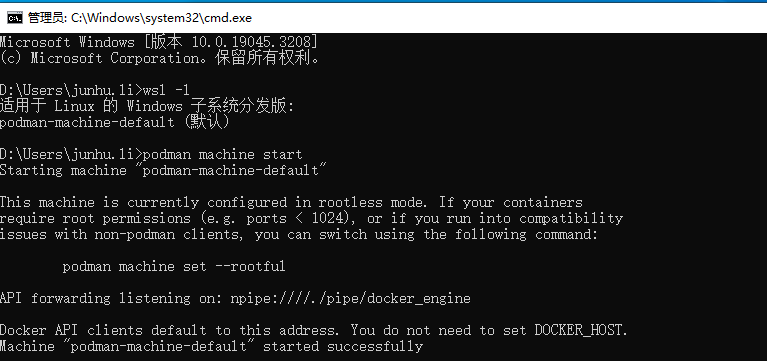 管理员: C:\Windows\system32\cmd.exe
Microsoft Windows [版本 10.0.19045.3208]
(c) Microsoft Corporation。保留所有权利。
D:\Users\junhu.li>wsl -l
适用于 Linux 的 Windows 子系统分发版:
podman-machine-default (默认)
D:\Users\junhu.li>podman machine start
Starting machine "podman-machine-default"
This machine is currently configured in rootless mode. If your containers
require root permissions (e.g. ports < 1024), or if you run into compatibility
issues with non-podman clients, you can switch using the following command:
podman machine set --rootful
API forwarding listening on: npipe:////./pipe/docker_engine
Docker API clients default to this address. You do not need to set DOCKER_HOST.
Machine "podman-machine-default" started successfully